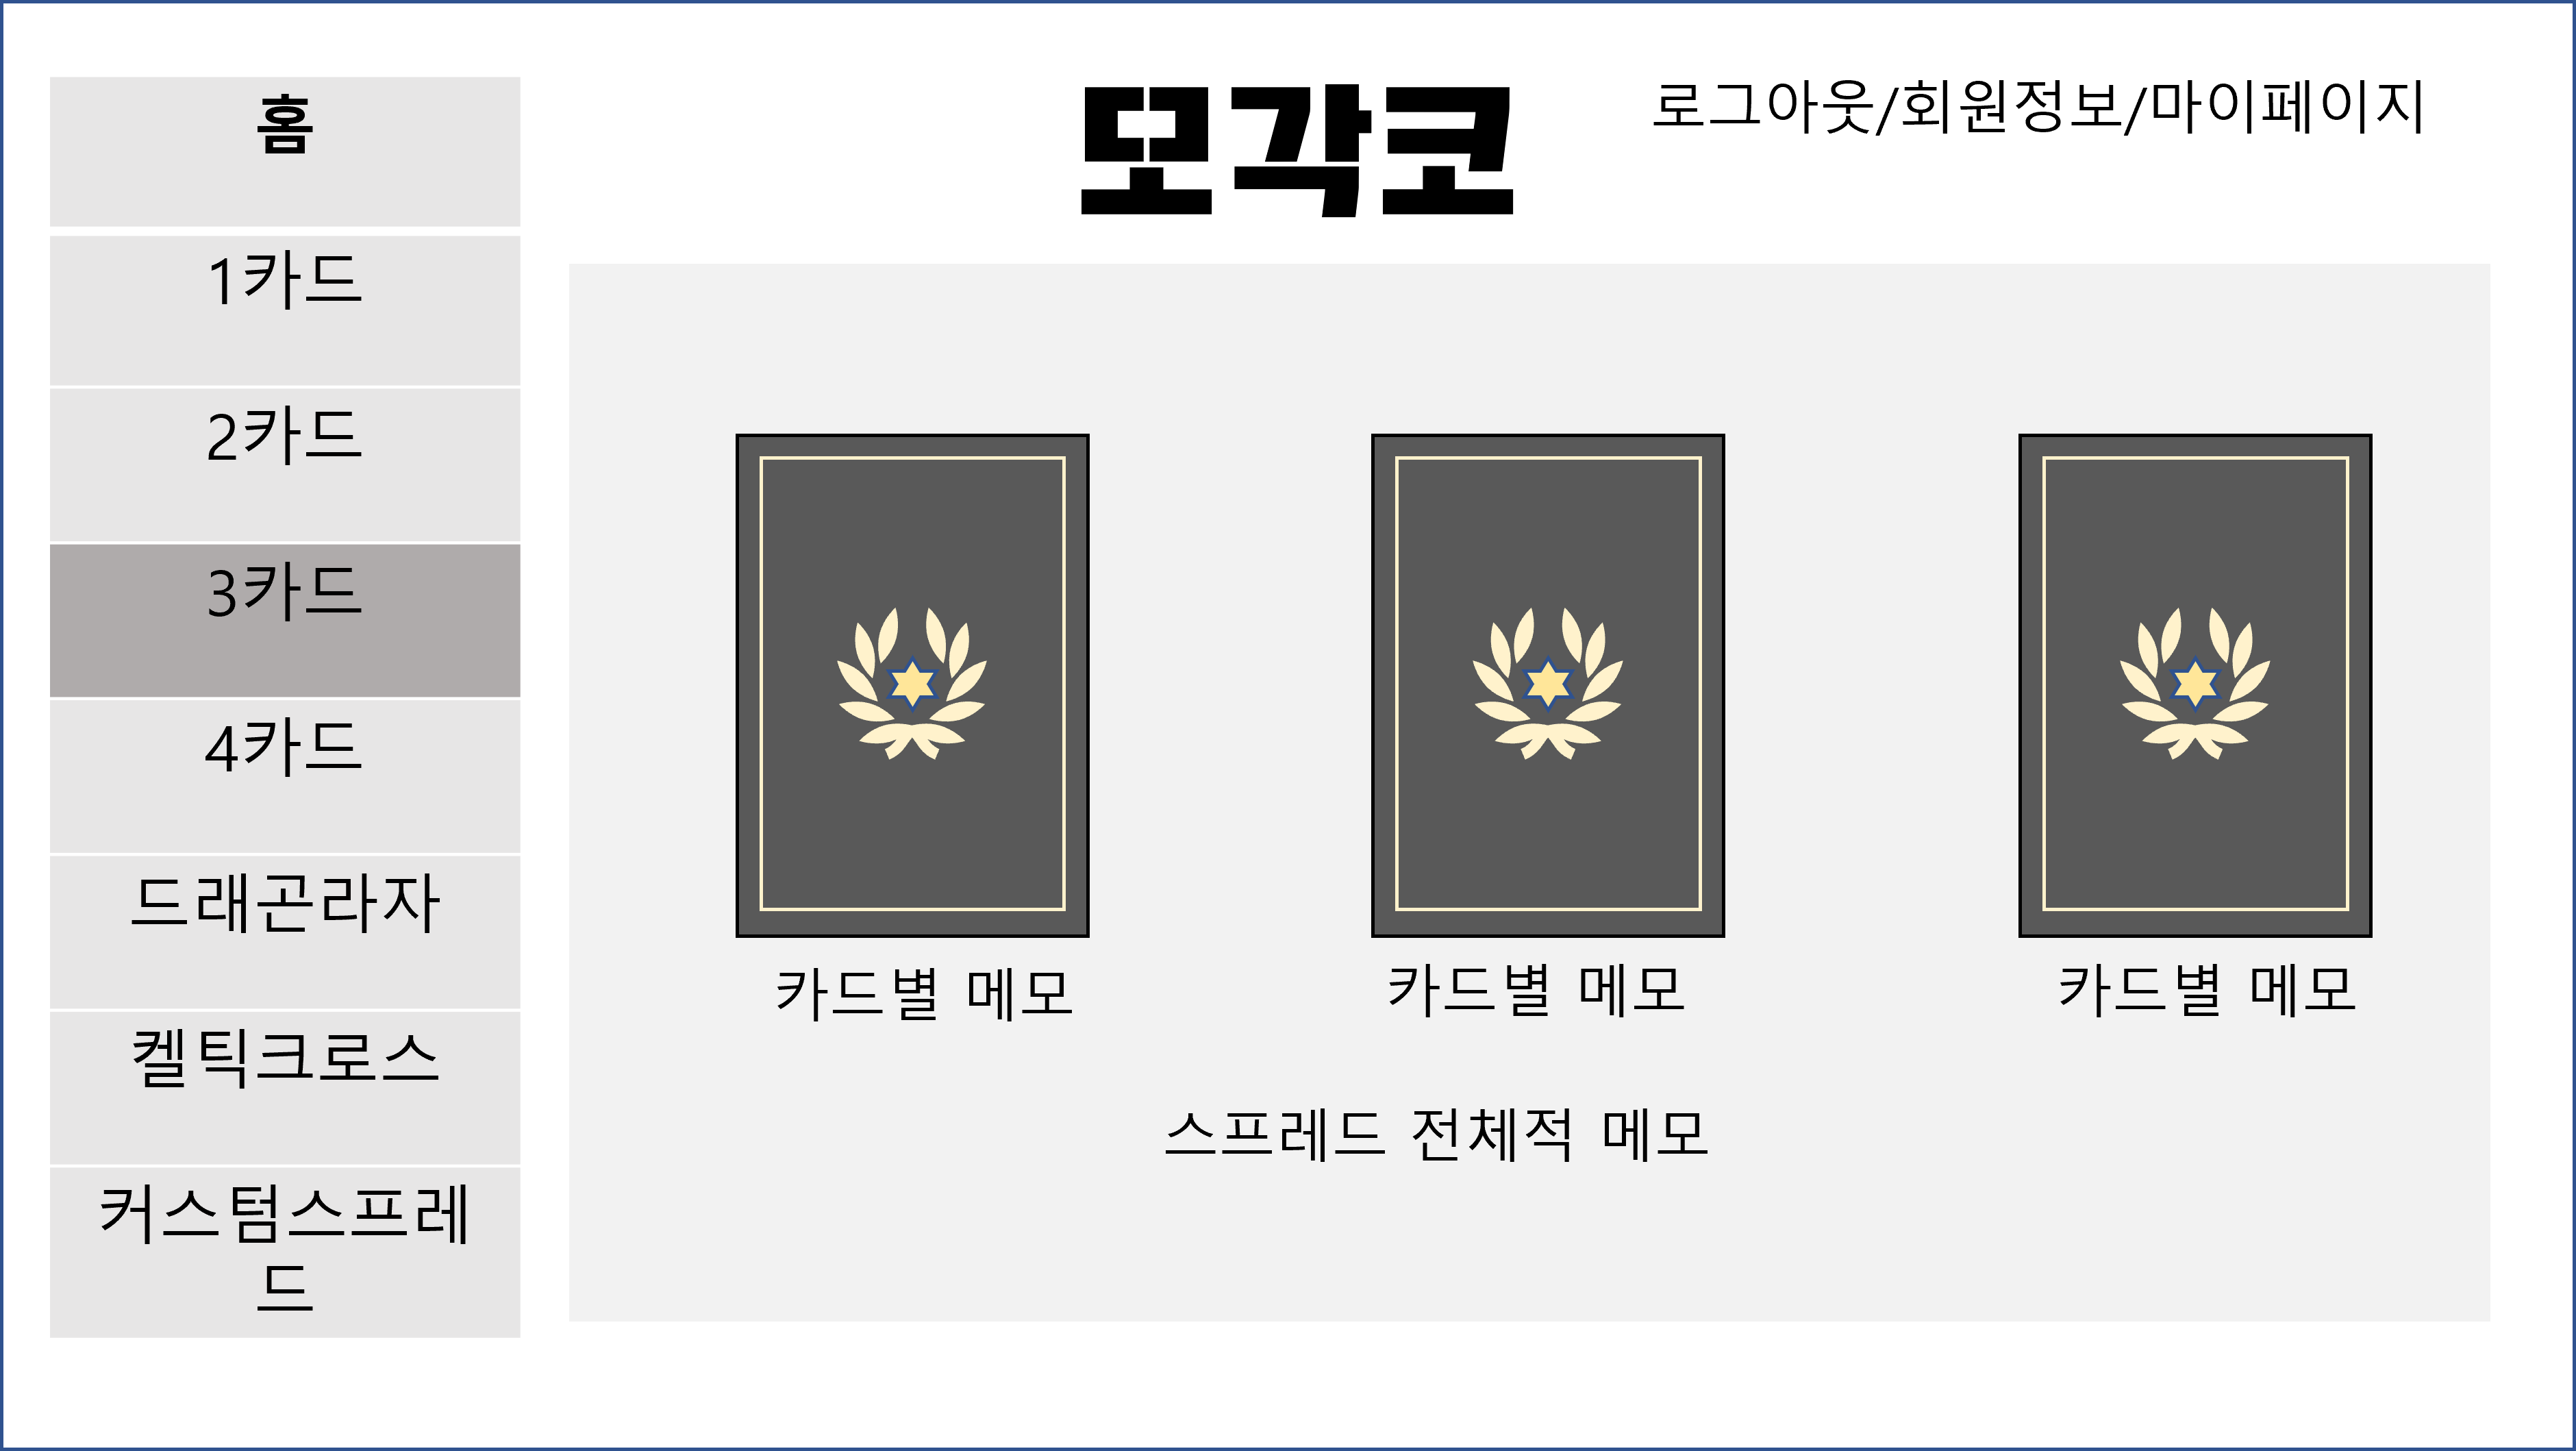 홈
1카드
2카드
3카드
4카드
드래곤라자
켈틱크로스
커스텀스프레
드
모각코
로그아웃/회원정보/마이페이지
카드별 메모
카드별 메모
카드별 메모
스프레드 전체적 메모